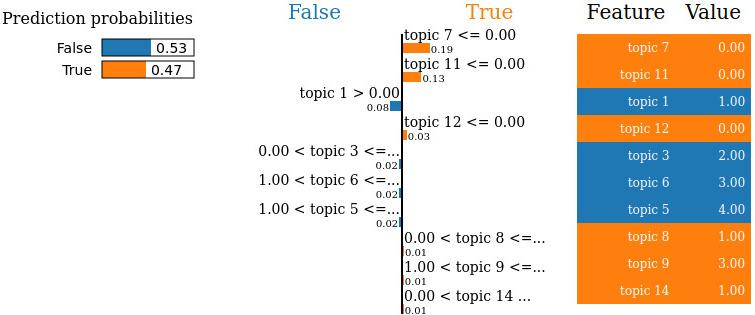 Prediction probabilities
False 0.53
True 0.47
False True
topic 7 <= 0.00
0.19
topic 11 <= 0.00
0.13
topic 1 > 0.00
0.08
topic 12 <= 0.00
0.03
0.00 < topic 3 <=...
0.02
1.00 < topic 6 <=...
0.02
1.00 < topic 5 <=...
0.02
0.00 < topic 8 <=...
0.01
1.00 < topic 9 <=...
0.01
0.00 < topic 14 ...
0.01
Feature Value
topic 7 0.00
topic 11 0.00
topic 1 1.00
topic 12 0.00
topic 3 2.00
topic 6 3.00
topic 5 4.00
topic 8 1.00
topic 9 3.00
topic 14 1.00